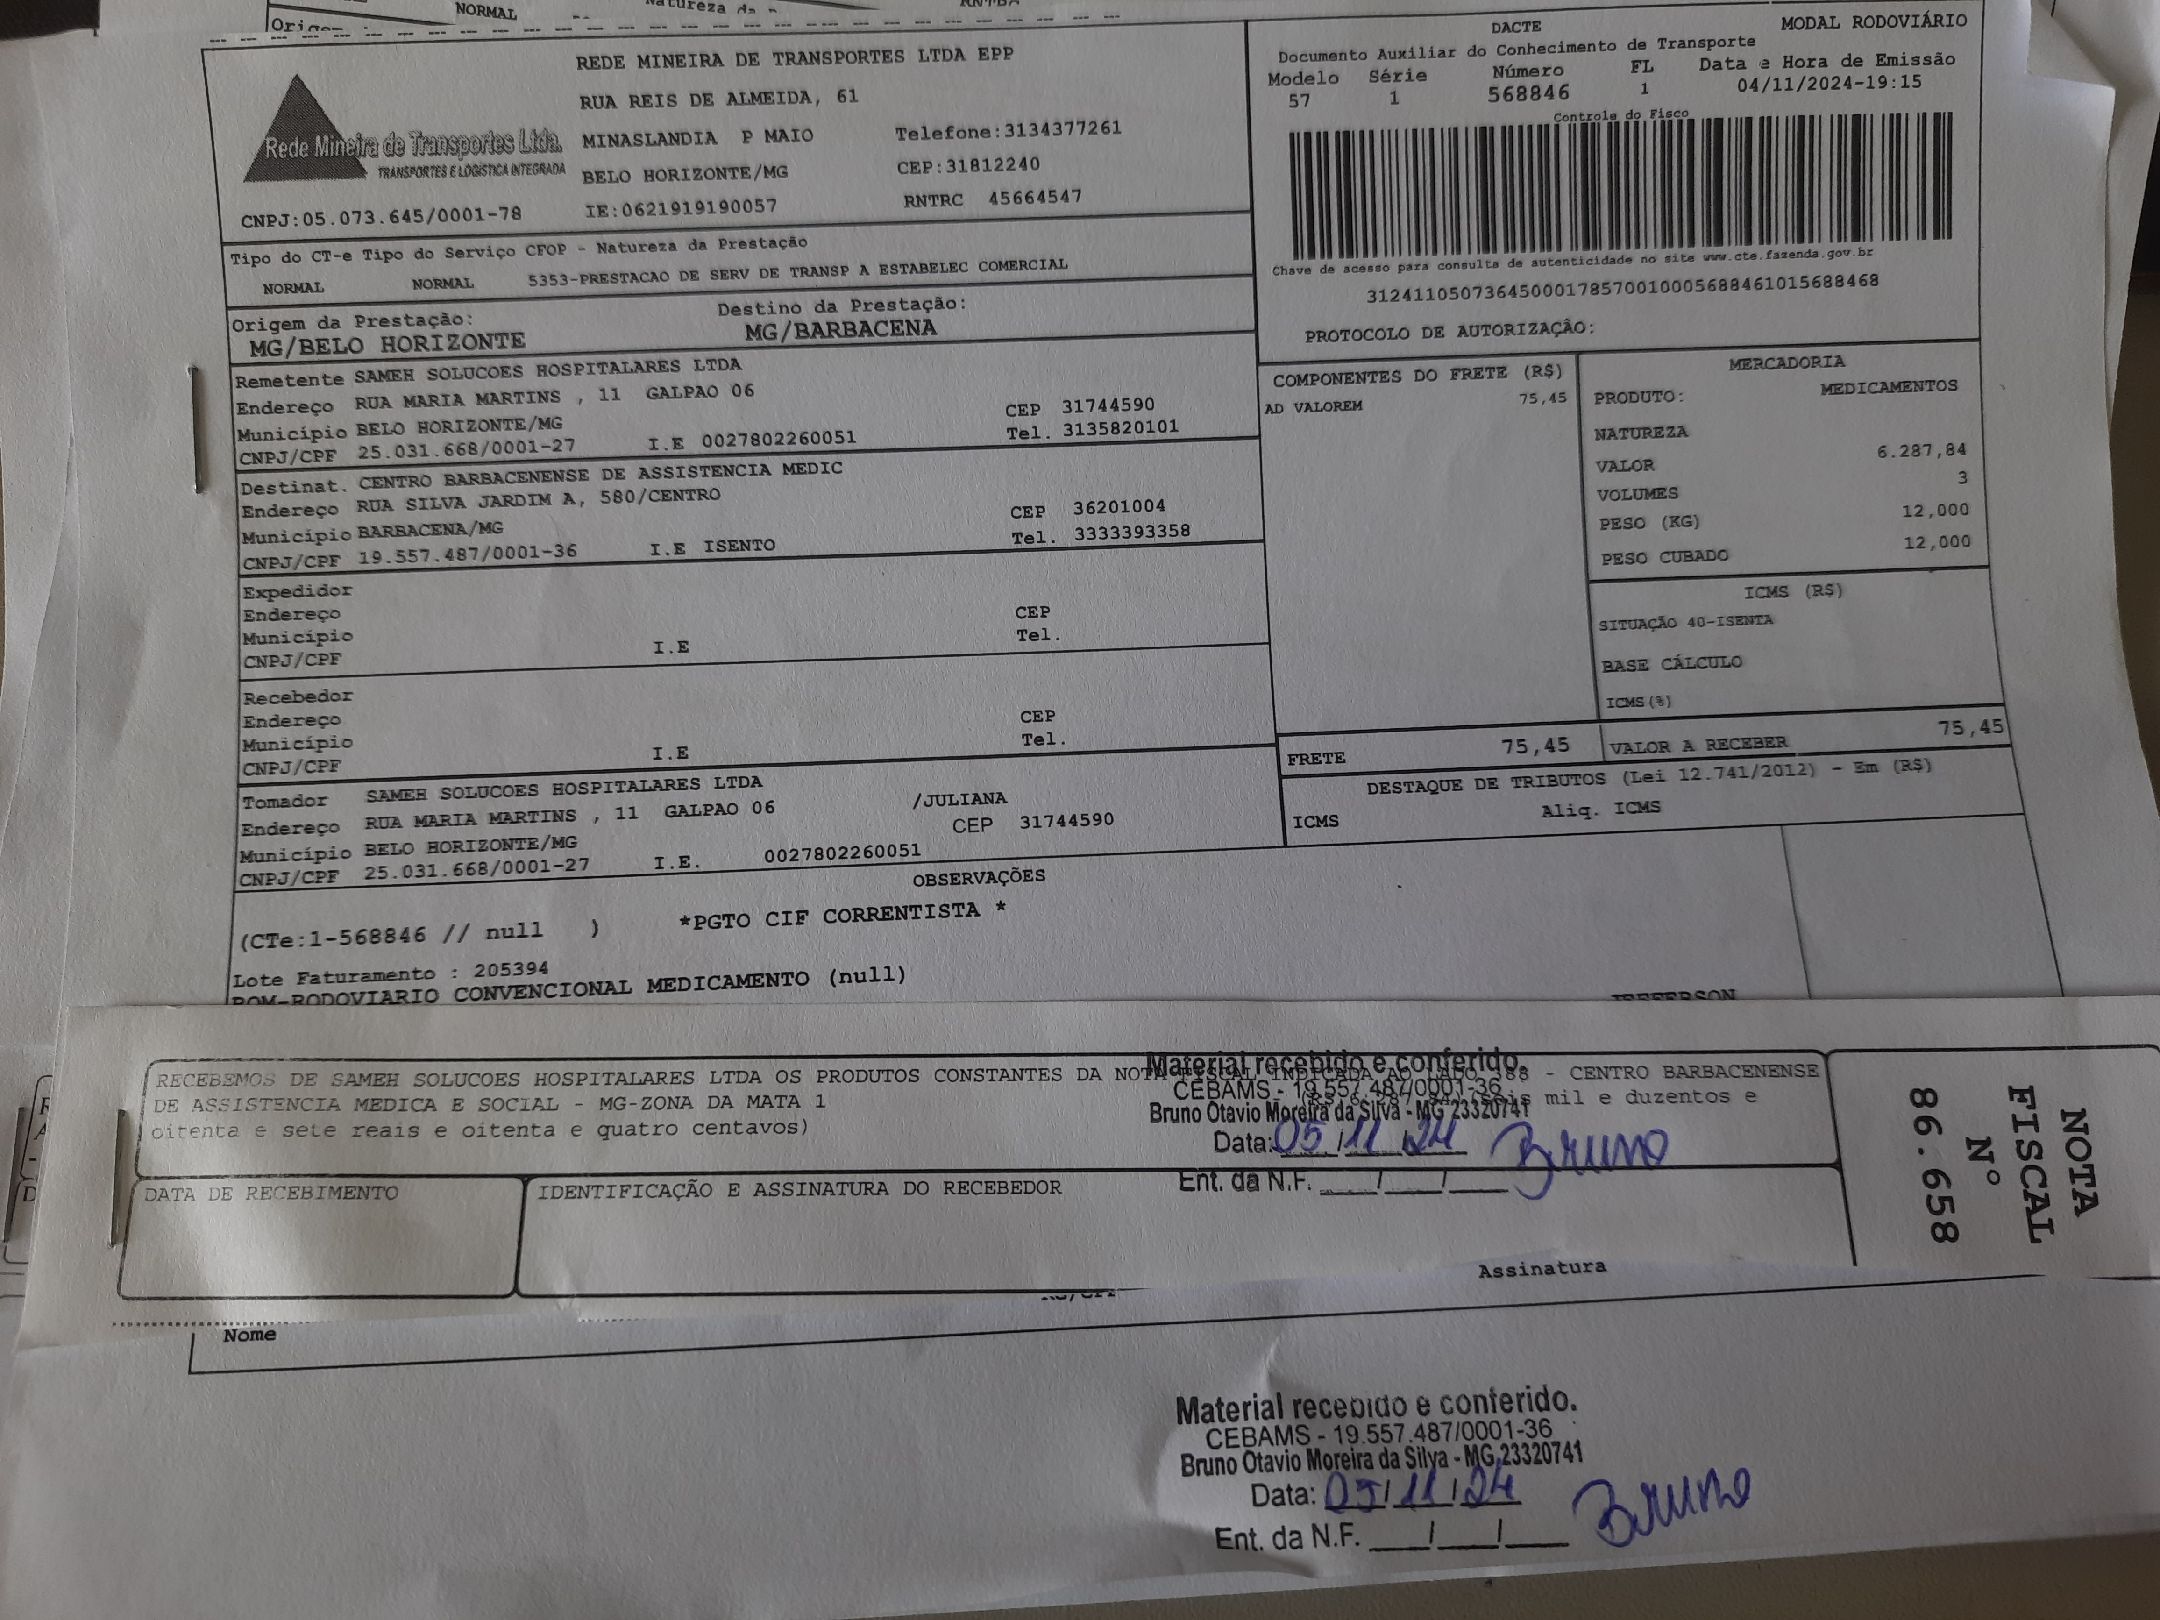 NORMAL
Natureza da
REDE MINEIRA DE TRANSPORTES LTDA EPP
RUA REIS DE ALMEIDA, 61
MINASLANDIA P MAIO Telefone:3134377261
BELO HORIZONTE/MG CEP:31812240
Rede Mineira de Transportes Ltda.
TRANSPORTES E LOGÍSTICA INTEGRADA
CNPJ:05.073.645/0001-78 IE:0621919190057 RNTRC 45664547
DACTE MODAL RODOVIÁRIO
Documento Auxiliar do Conhecimento de Transporte
Modelo Série Número FL Data e Hora de Emissão
57 1 568846 1 04/11/2024-19:15
Controle do Fisco
Chave de acesso para consulta de autenticidade no site www.cte.fazenda.gov.br
31241105073645000178570010005688461015688468
PROTOCOLO DE AUTORIZAÇÃO:
Tipo do CT-e Tipo do Serviço CFOP - Natureza da Prestação
NORMAL NORMAL 5353-PRESTACAO DE SERV DE TRANSP A ESTABELEC COMERCIAL
Origem da Prestação: Destino da Prestação:
MG/BELO HORIZONTE MG/BARBACENA
Remetente SAMEH SOLUCOES HOSPITALARES LTDA
Endereço RUA MARIA MARTINS , 11 GALPAO 06
Município BELO HORIZONTE/MG CEP 31744590
CNPJ/CPF 25.031.668/0001-27 I.E 0027802260051 Tel. 3135820101
Destinat. CENTRO BARBACENENSE DE ASSISTENCIA MEDIC
Endereço RUA SILVA JARDIM A, 580/CENTRO
Município BARBACENA/MG CEP 36201004
CNPJ/CPF 19.557.487/0001-36 I.E ISENTO Tel. 3333393358
Expedidor
Endereço CEP
Município Tel.
CNPJ/CPF I.E
Recebedor
Endereço CEP
Município Tel.
CNPJ/CPF I.E
Tomador SAMEH SOLUCOES HOSPITALARES LTDA /JULIANA
Endereço RUA MARIA MARTINS , 11 GALPAO 06 CEP 31744590
Município BELO HORIZONTE/MG
CNPJ/CPF 25.031.668/0001-27 I.E. 0027802260051
COMPONENTES DO FRETE (R$)
AD VALOREM 75,45
MERCADORIA
PRODUTO: MEDICAMENTOS
NATUREZA
VALOR 6.287,84
VOLUMES 3
PESO (KG) 12,000
PESO CUBADO 12,000
ICMS (R$)
SITUAÇÃO 40-ISENTA
BASE CÁLCULO
ICMS(%)
FRETE 75,45 VALOR A RECEBER 75,45
DESTAQUE DE TRIBUTOS (Lei 12.741/2012) - Em (R$)
ICMS Aliq. ICMS
OBSERVAÇÕES
(CTe:1-568846 // null ) *PGTO CIF CORRENTISTA *
Lote Faturamento : 205394
ROM-RODOVIARIO CONVENCIONAL MEDICAMENTO (null)
JEFERSON
RECEBEMOS DE SAMEH SOLUCOES HOSPITALARES LTDA OS PRODUTOS CONSTANTES DA NOTA FISCAL INDICADA AO LADO 588 - CENTRO BARBACENENSE
DE ASSISTENCIA MEDICA E SOCIAL - MG-ZONA DA MATA 1 mil e duzentos e
oitenta e sete reais e oitenta e quatro centavos)
Material recebido e conferido.
CEBAMS - 19.557.487/0001-36
Bruno Otavio Moreira da Silva - MG 23320741
Data: 05/11/24 Bruno
Ent. da N.F. ___/___/___
DATA DE RECEBIMENTO IDENTIFICAÇÃO E ASSINATURA DO RECEBEDOR
NOTA
FISCAL
Nº
86.658
Assinatura
Nome
Material recebido e conferido.
CEBAMS - 19.557.487/0001-36
Bruno Otavio Moreira da Silva - MG 23320741
Data: 05/11/24 Bruno
Ent. da N.F. ___/___/___